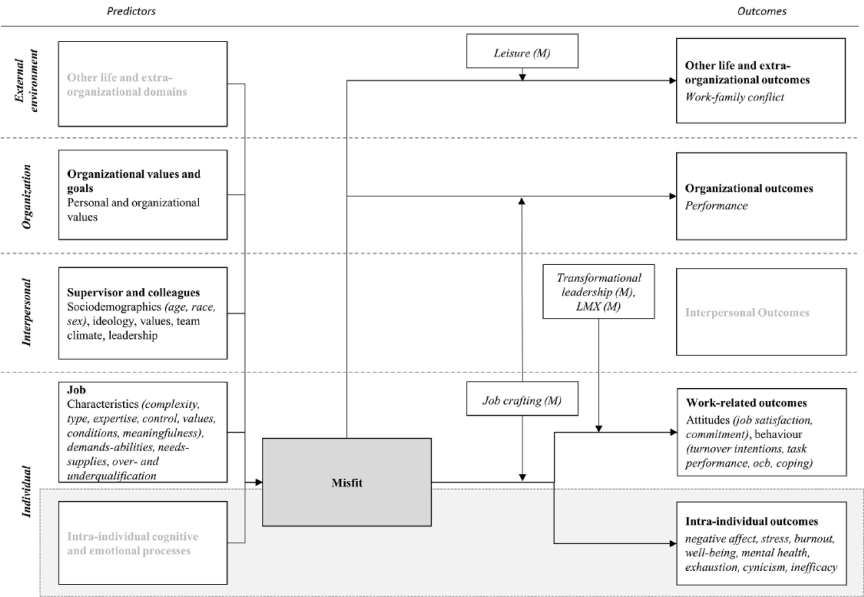 Predictors
Outcomes
External
environment
Other life and extra-
organizational domains
Leisure (M)
Other life and extra-
organizational outcomes
Work-family conflict
Organization
Organizational values and
goals
Personal and organizational
values
Organizational outcomes
Performance
Interpersonal
Supervisor and colleagues
Sociodemographics (age, race,
sex), ideology, values, team
climate, leadership
Transformational
leadership (M),
LMX (M)
Interpersonal Outcomes
Individual
Job
Characteristics (complexity,
type, expertise, control, values,
conditions, meaningfulness),
demands-abilities, needs-
supplies, over- and
underqualification
Job crafting (M)
Work-related outcomes
Attitudes (job satisfaction,
commitment), behaviour
(turnover intentions, task
performance, ocb, coping)
Misfit
Intra-individual cognitive
and emotional processes
Intra-individual outcomes
negative affect, stress, burnout,
well-being, mental health,
exhaustion, cynicism, inefficacy